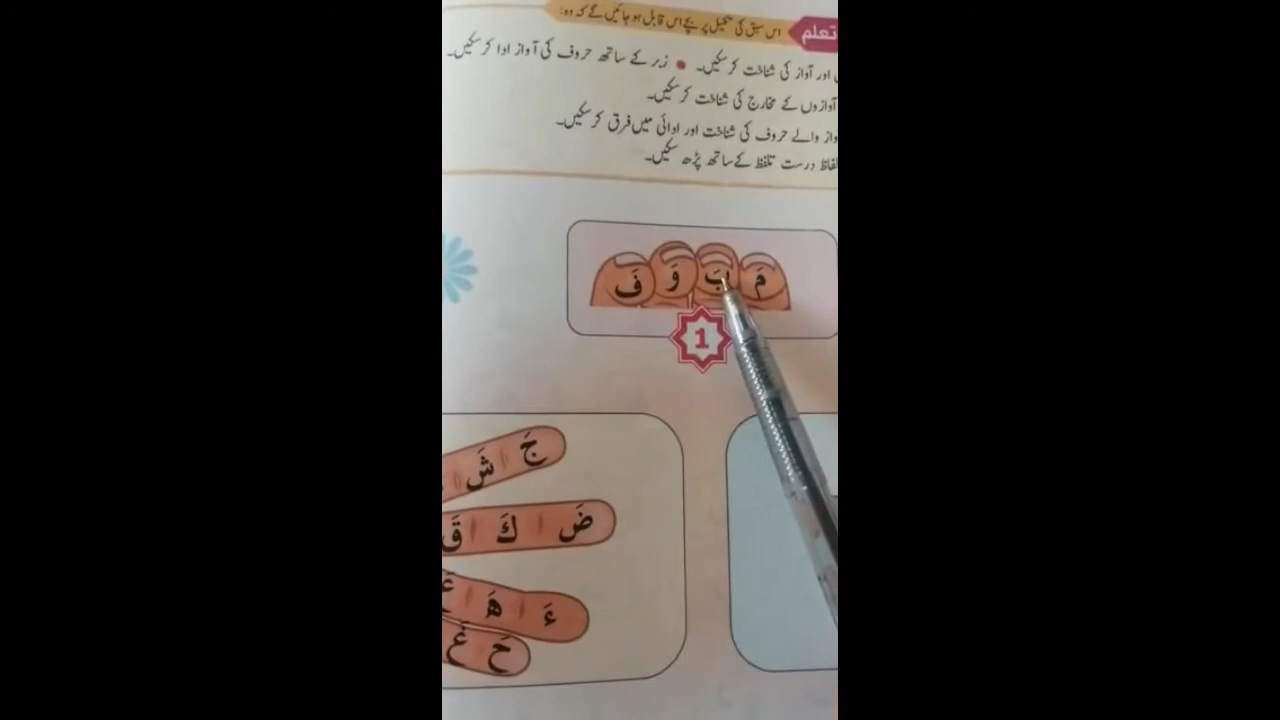 تعلم
اس سبق کی تکمیل پر بچے اس قابل ہو جائیں گے کہ وہ:
اور آواز کی شناخت کر سکیں۔ • زبر کے ساتھ حروف کی آواز ادا کر سکیں۔
آوازوں کے مخارج کی شناخت کر سکیں۔
والے حروف کی شناخت اور ادائی میں فرق کر سکیں۔
درست تلفظ کے ساتھ پڑھ سکیں۔
مَ بَ وَ فَ
1
جَ شَ
ضَ كَ قَ
ءَ هَ
حَ غَ